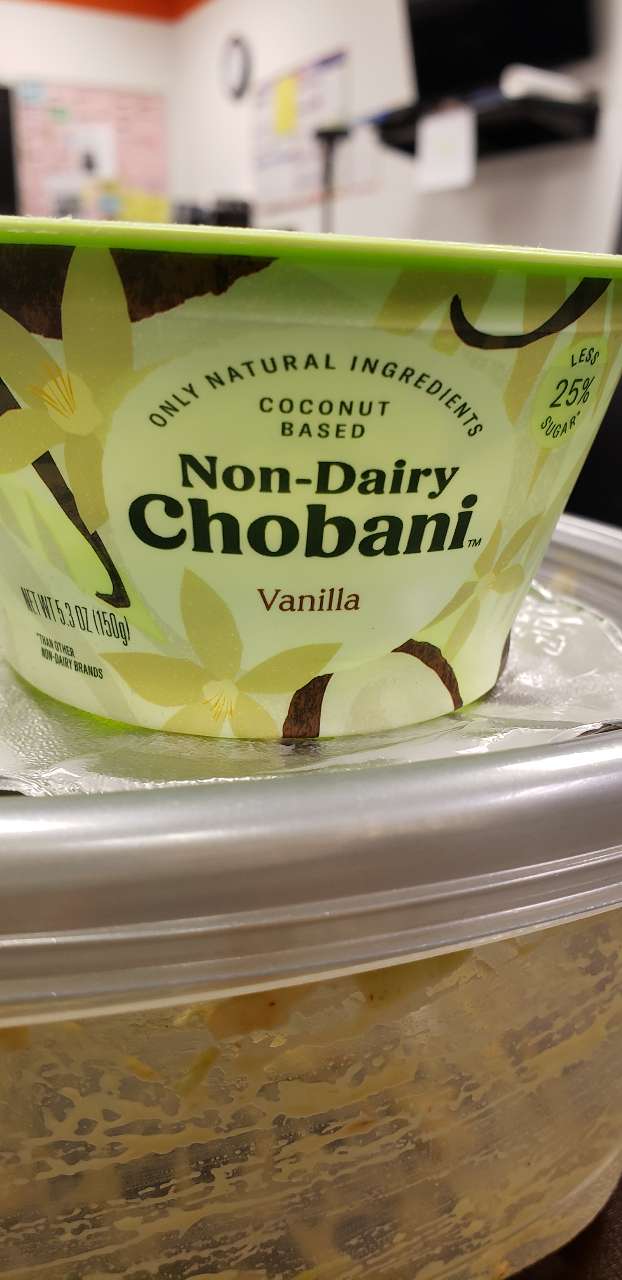 ONLY NATURAL INGREDIENTS
COCONUT
BASED
Non-Dairy
Chobani™
Vanilla
LESS
25%
SUGAR*
NET WT 5.3 OZ (150g)
*THAN OTHER
NON-DAIRY BRANDS